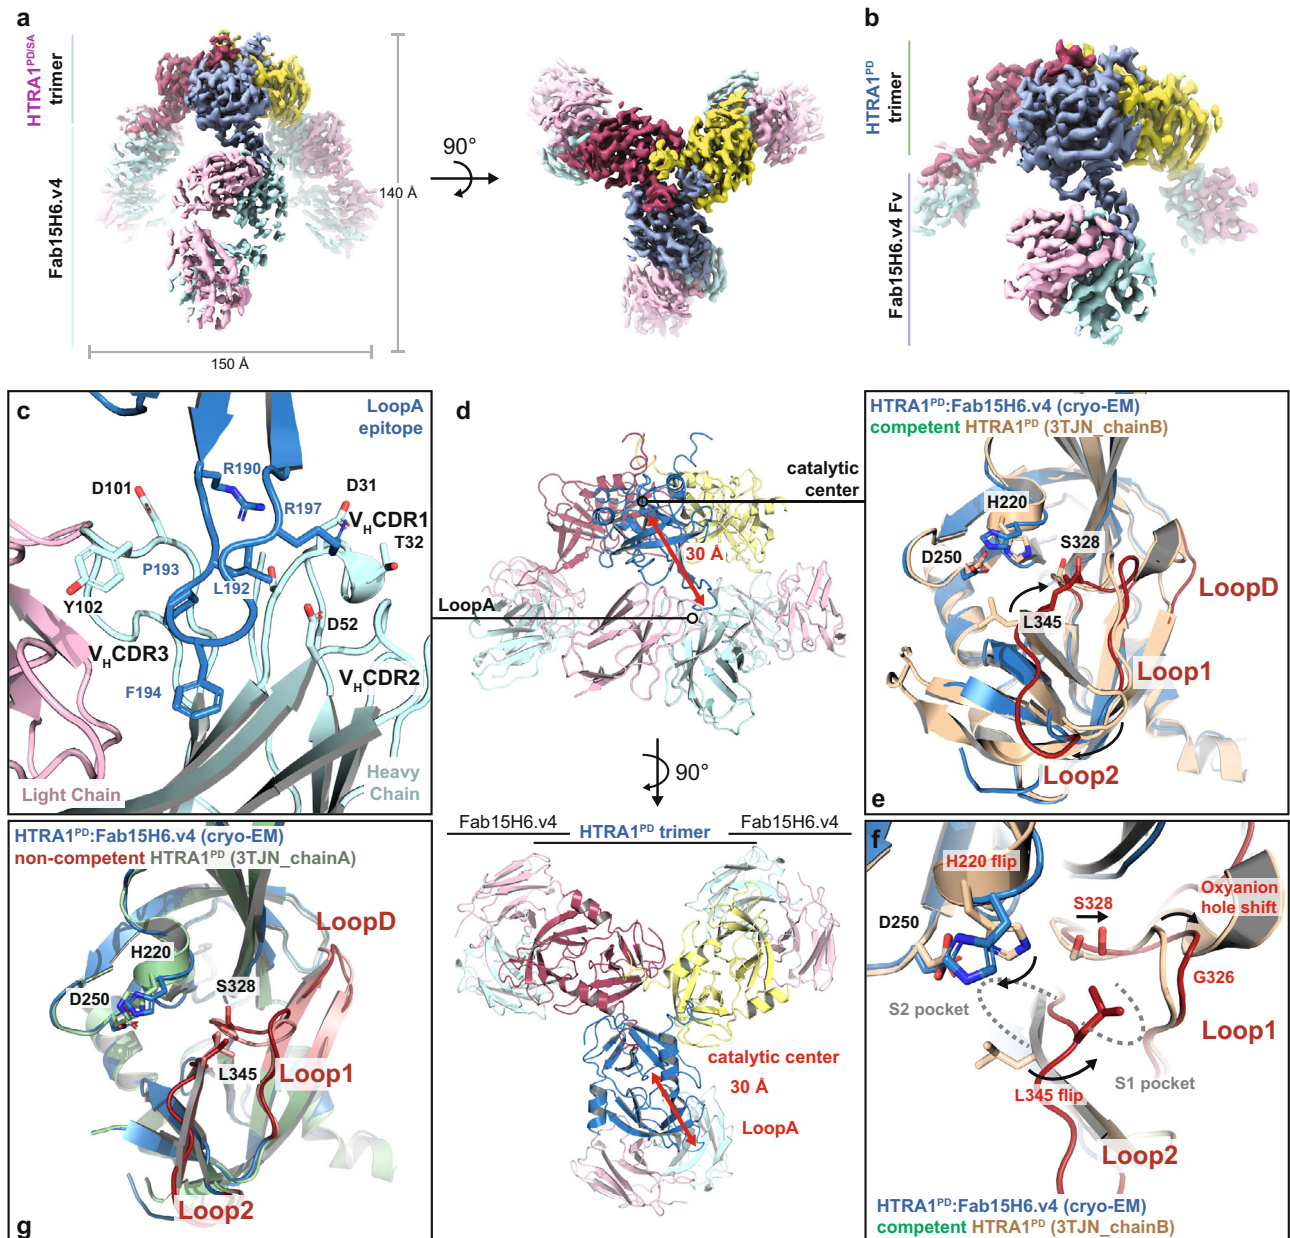 a
HTRA1PD/SA
trimer
Fab15H6.v4
140 Å
150 Å
90°
b
HTRA1PD
trimer
Fab15H6.v4 Fv
c
LoopA
epitope
R190
D101
R197
D31
VHCDR1
T32
P193
L192
Y102
D52
VHCDR3
VHCDR2
F194
Light Chain
Heavy
Chain
d
catalytic
center
30 Å
LoopA
90°
Fab15H6.v4
HTRA1PD trimer
Fab15H6.v4
catalytic center
30 Å
LoopA
HTRA1PD:Fab15H6.v4 (cryo-EM)
competent HTRA1PD (3TJN_chainB)
H220
D250
S328
LoopD
L345
Loop1
Loop2
e
f
H220 flip
Oxyanion
hole shift
D250
S328
G326
S2 pocket
Loop1
S1 pocket
L345 flip
Loop2
HTRA1PD:Fab15H6.v4 (cryo-EM)
competent HTRA1PD (3TJN_chainB)
HTRA1PD:Fab15H6.v4 (cryo-EM)
non-competent HTRA1PD (3TJN_chainA)
LoopD
H220
S328
D250
L345
Loop1
Loop2
g